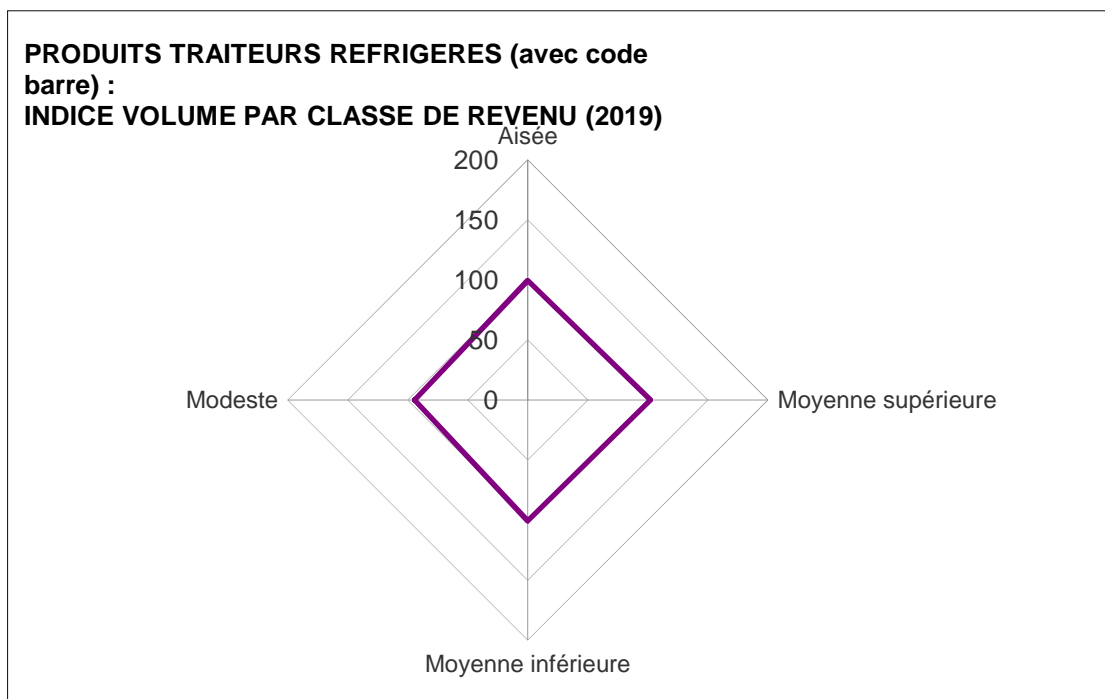 PRODUITS TRAITEURS REFRIGERES (avec code
barre) :
INDICE VOLUME PAR CLASSE DE REVENU (2019)
Aisée
200
150
100
50
Modeste
0
Moyenne supérieure
Moyenne inférieure